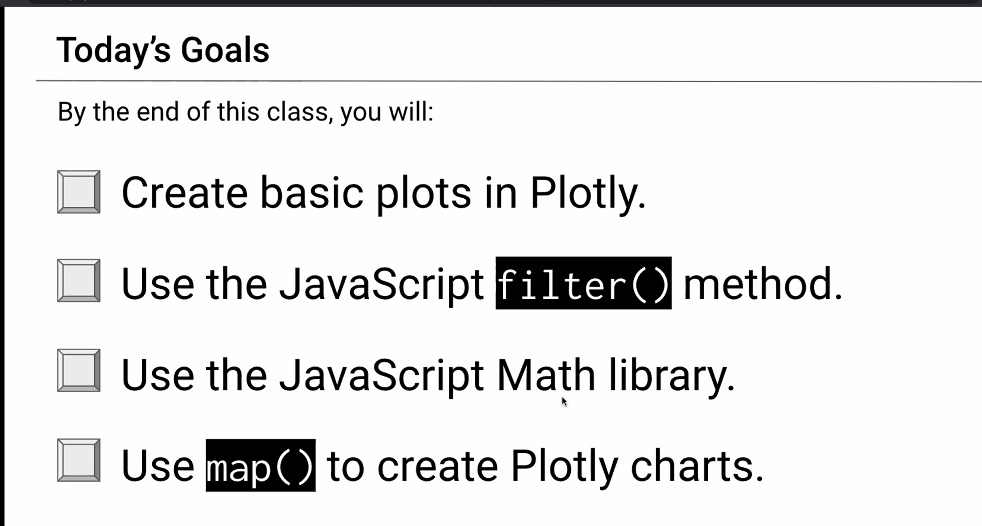 Today’s Goals
By the end of this class, you will:
Create basic plots in Plotly.
Use the JavaScript filter() method.
Use the JavaScript Math library.
Use map() to create Plotly charts.